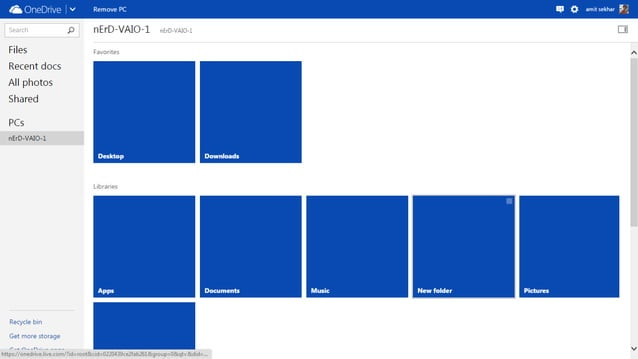 OneDrive
Remove PC
amit sekhar
Search
nErD-VAIO-1
nErD-VAIO-1
Files
Recent docs
All photos
Shared
PCs
nErD-VAIO-1
Favorites
Desktop
Downloads
Libraries
Apps
Documents
Music
New folder
Pictures
Recycle bin
Get more storage